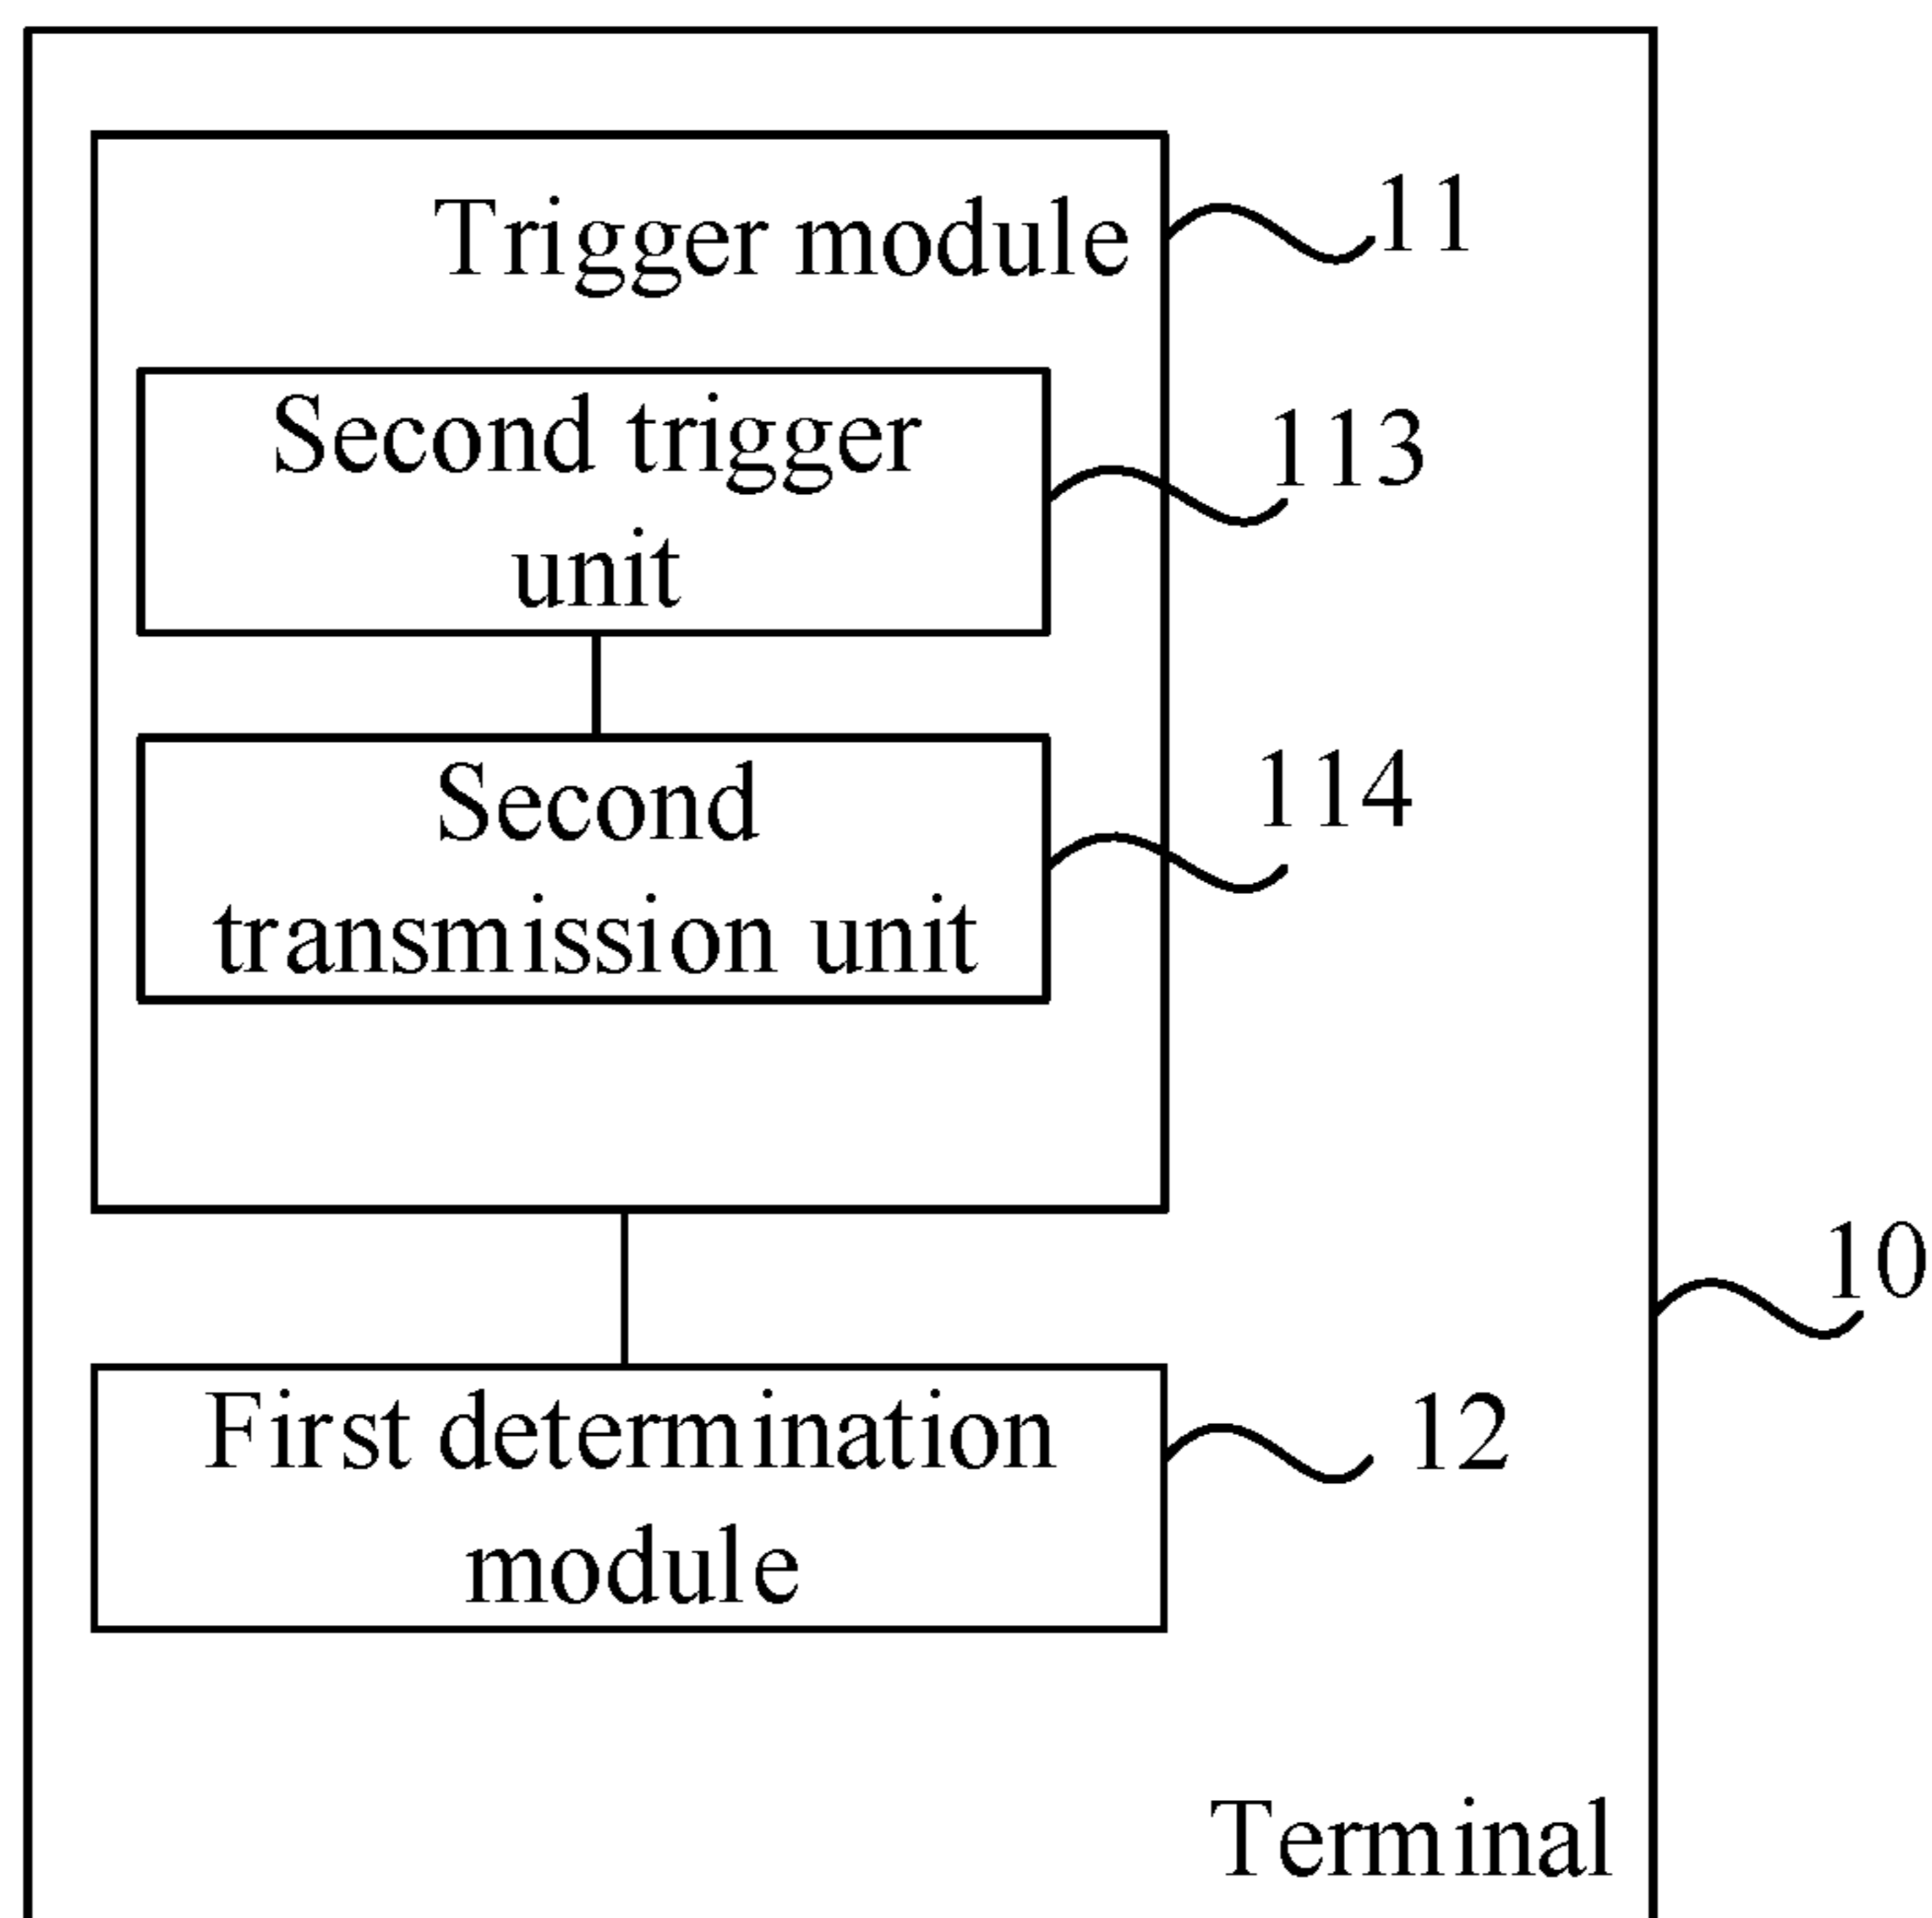 Trigger module
11
Second trigger
unit
113
Second
transmission unit
114
10
First determination
module
12
Terminal